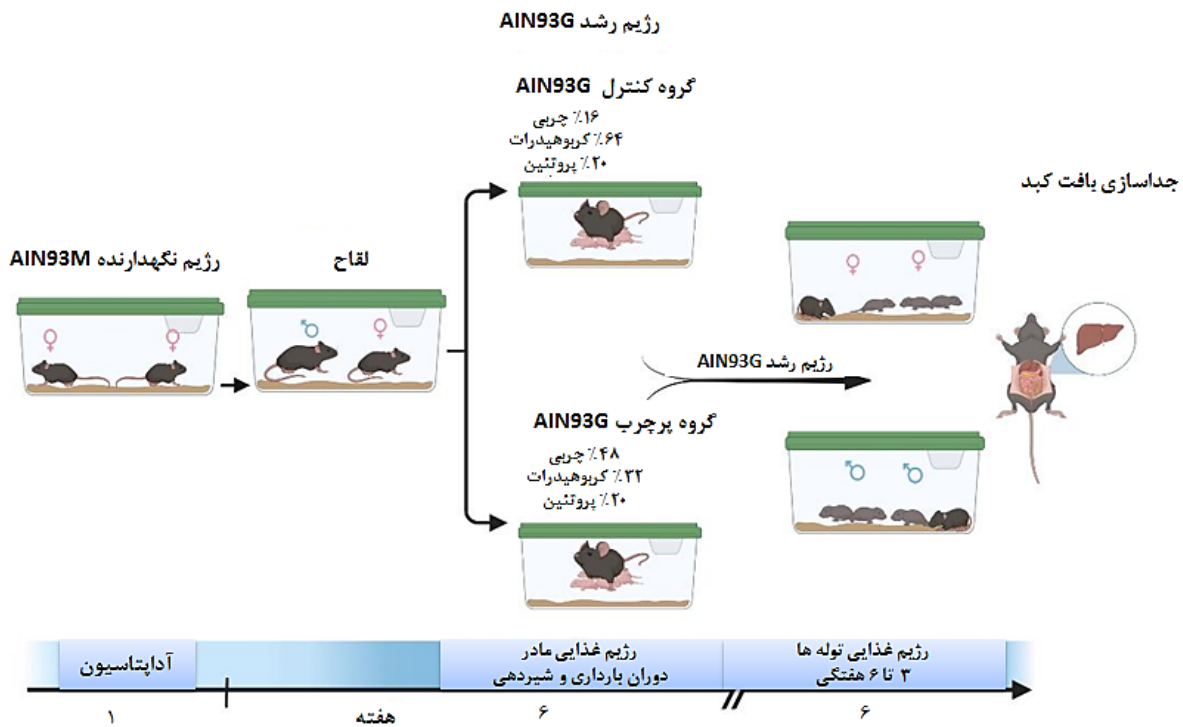 رژیم رشد AIN93G
گروه کنترل AIN93G
۱۶٪ چربی
۶۴٪ کربوهیدرات
۲۰٪ پروتئین
جداسازی بافت کبد
رژیم نگهدارنده AIN93M
لقاح
رژیم رشد AIN93G
گروه پرچرب AIN93G
۴۸٪ چربی
۳۲٪ کربوهیدرات
۲۰٪ پروتئین
آداپتاسیون
رژیم غذایی مادر
دوران بارداری و شیردهی
رژیم غذایی توله ها
۳ تا ۶ هفتگی
۱
هفته
۶
۶